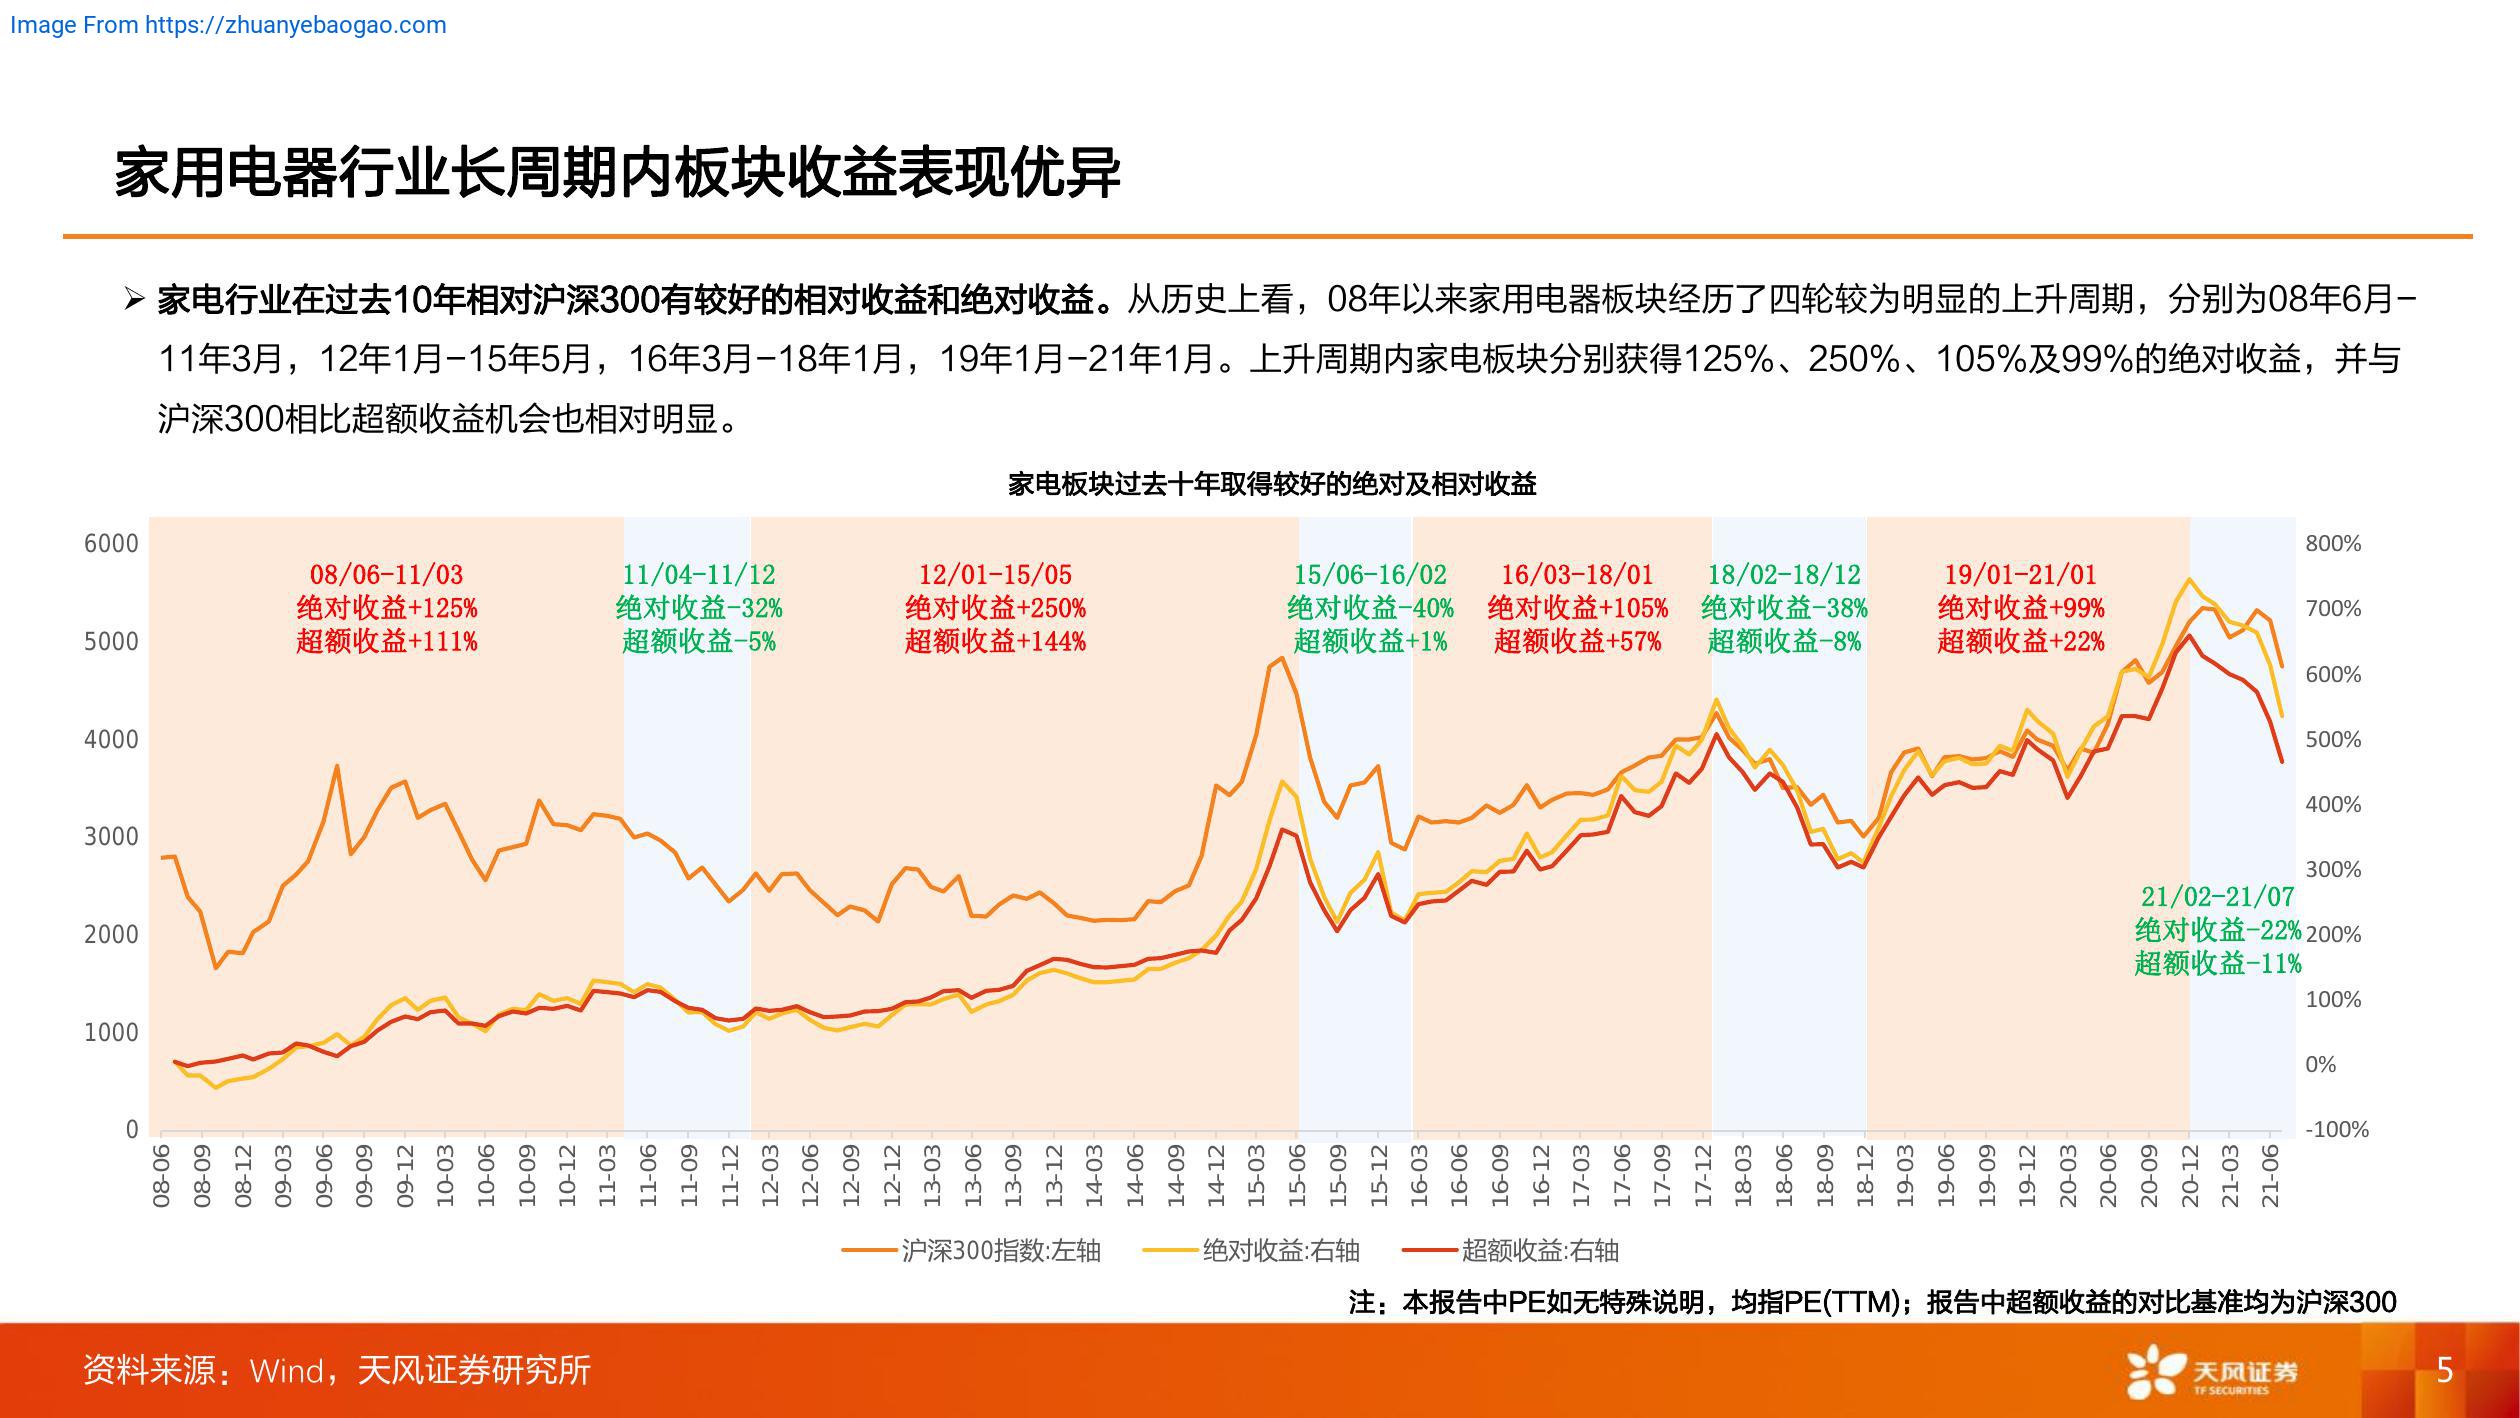 Image From https://zhuanyebaogao.com
家用电器行业长周期内板块收益表现优异
➢ 家电行业在过去10年相对沪深300有较好的相对收益和绝对收益。从历史上看，08年以来家用电器板块经历了四轮较为明显的上升周期，分别为08年6月-
11年3月，12年1月-15年5月，16年3月-18年1月，19年1月-21年1月。上升周期内家电板块分别获得125%、250%、105%及99%的绝对收益，并与
沪深300相比超额收益机会也相对明显。
家电板块过去十年取得较好的绝对及相对收益
6000
5000
4000
3000
2000
1000
0
08/06-11/03
绝对收益+125%
超额收益+111%
11/04-11/12
绝对收益-32%
超额收益-5%
12/01-15/05
绝对收益+250%
超额收益+144%
15/06-16/02
绝对收益-40%
超额收益+1%
16/03-18/01
绝对收益+105%
超额收益+57%
18/02-18/12
绝对收益-38%
超额收益-8%
19/01-21/01
绝对收益+99%
超额收益+22%
21/02-21/07
绝对收益-22%
超额收益-11%
800%
700%
600%
500%
400%
300%
200%
100%
0%
-100%
08-06
08-09
08-12
09-03
09-06
09-09
09-12
10-03
10-06
10-09
10-12
11-03
11-06
11-09
11-12
12-03
12-06
12-09
12-12
13-03
13-06
13-09
13-12
14-03
14-06
14-09
14-12
15-03
15-06
15-09
15-12
16-03
16-06
16-09
16-12
17-03
17-06
17-09
17-12
18-03
18-06
18-09
18-12
19-03
19-06
19-09
19-12
20-03
20-06
20-09
20-12
21-03
21-06
沪深300指数:左轴
绝对收益:右轴
超额收益:右轴
注：本报告中PE如无特殊说明，均指PE(TTM)；报告中超额收益的对比基准均为沪深300
资料来源：Wind，天风证券研究所
天风证券
TF SECURITIES
5